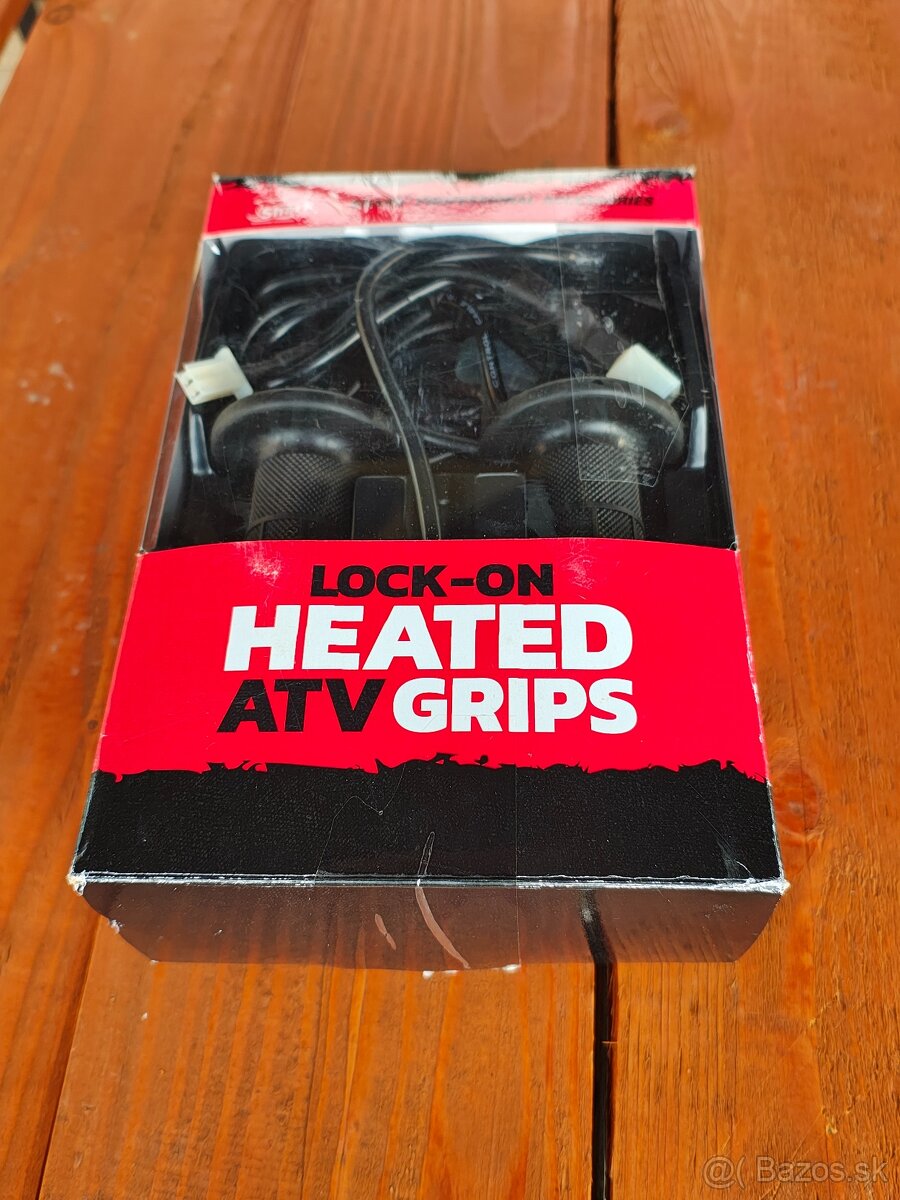 LOCK-ON
HEATED
ATV GRIPS
@( Bazos.sk